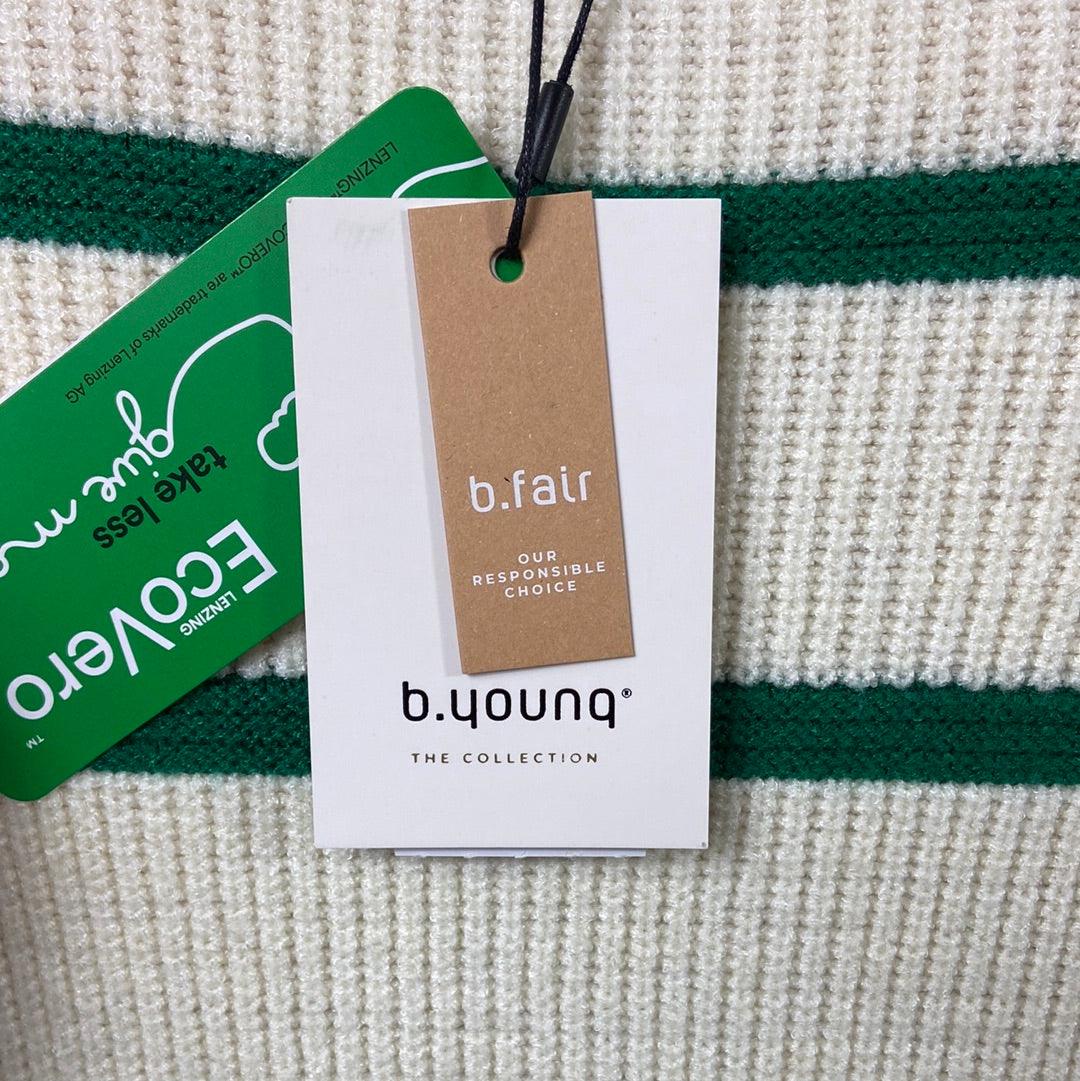 b.fair
OUR
RESPONSIBLE
CHOICE
b.young®
THE COLLECTION
LENZING™
ECOVERO™ are trademarks of Lenzing AG
give
take less
EcoVero
LENZING
TM